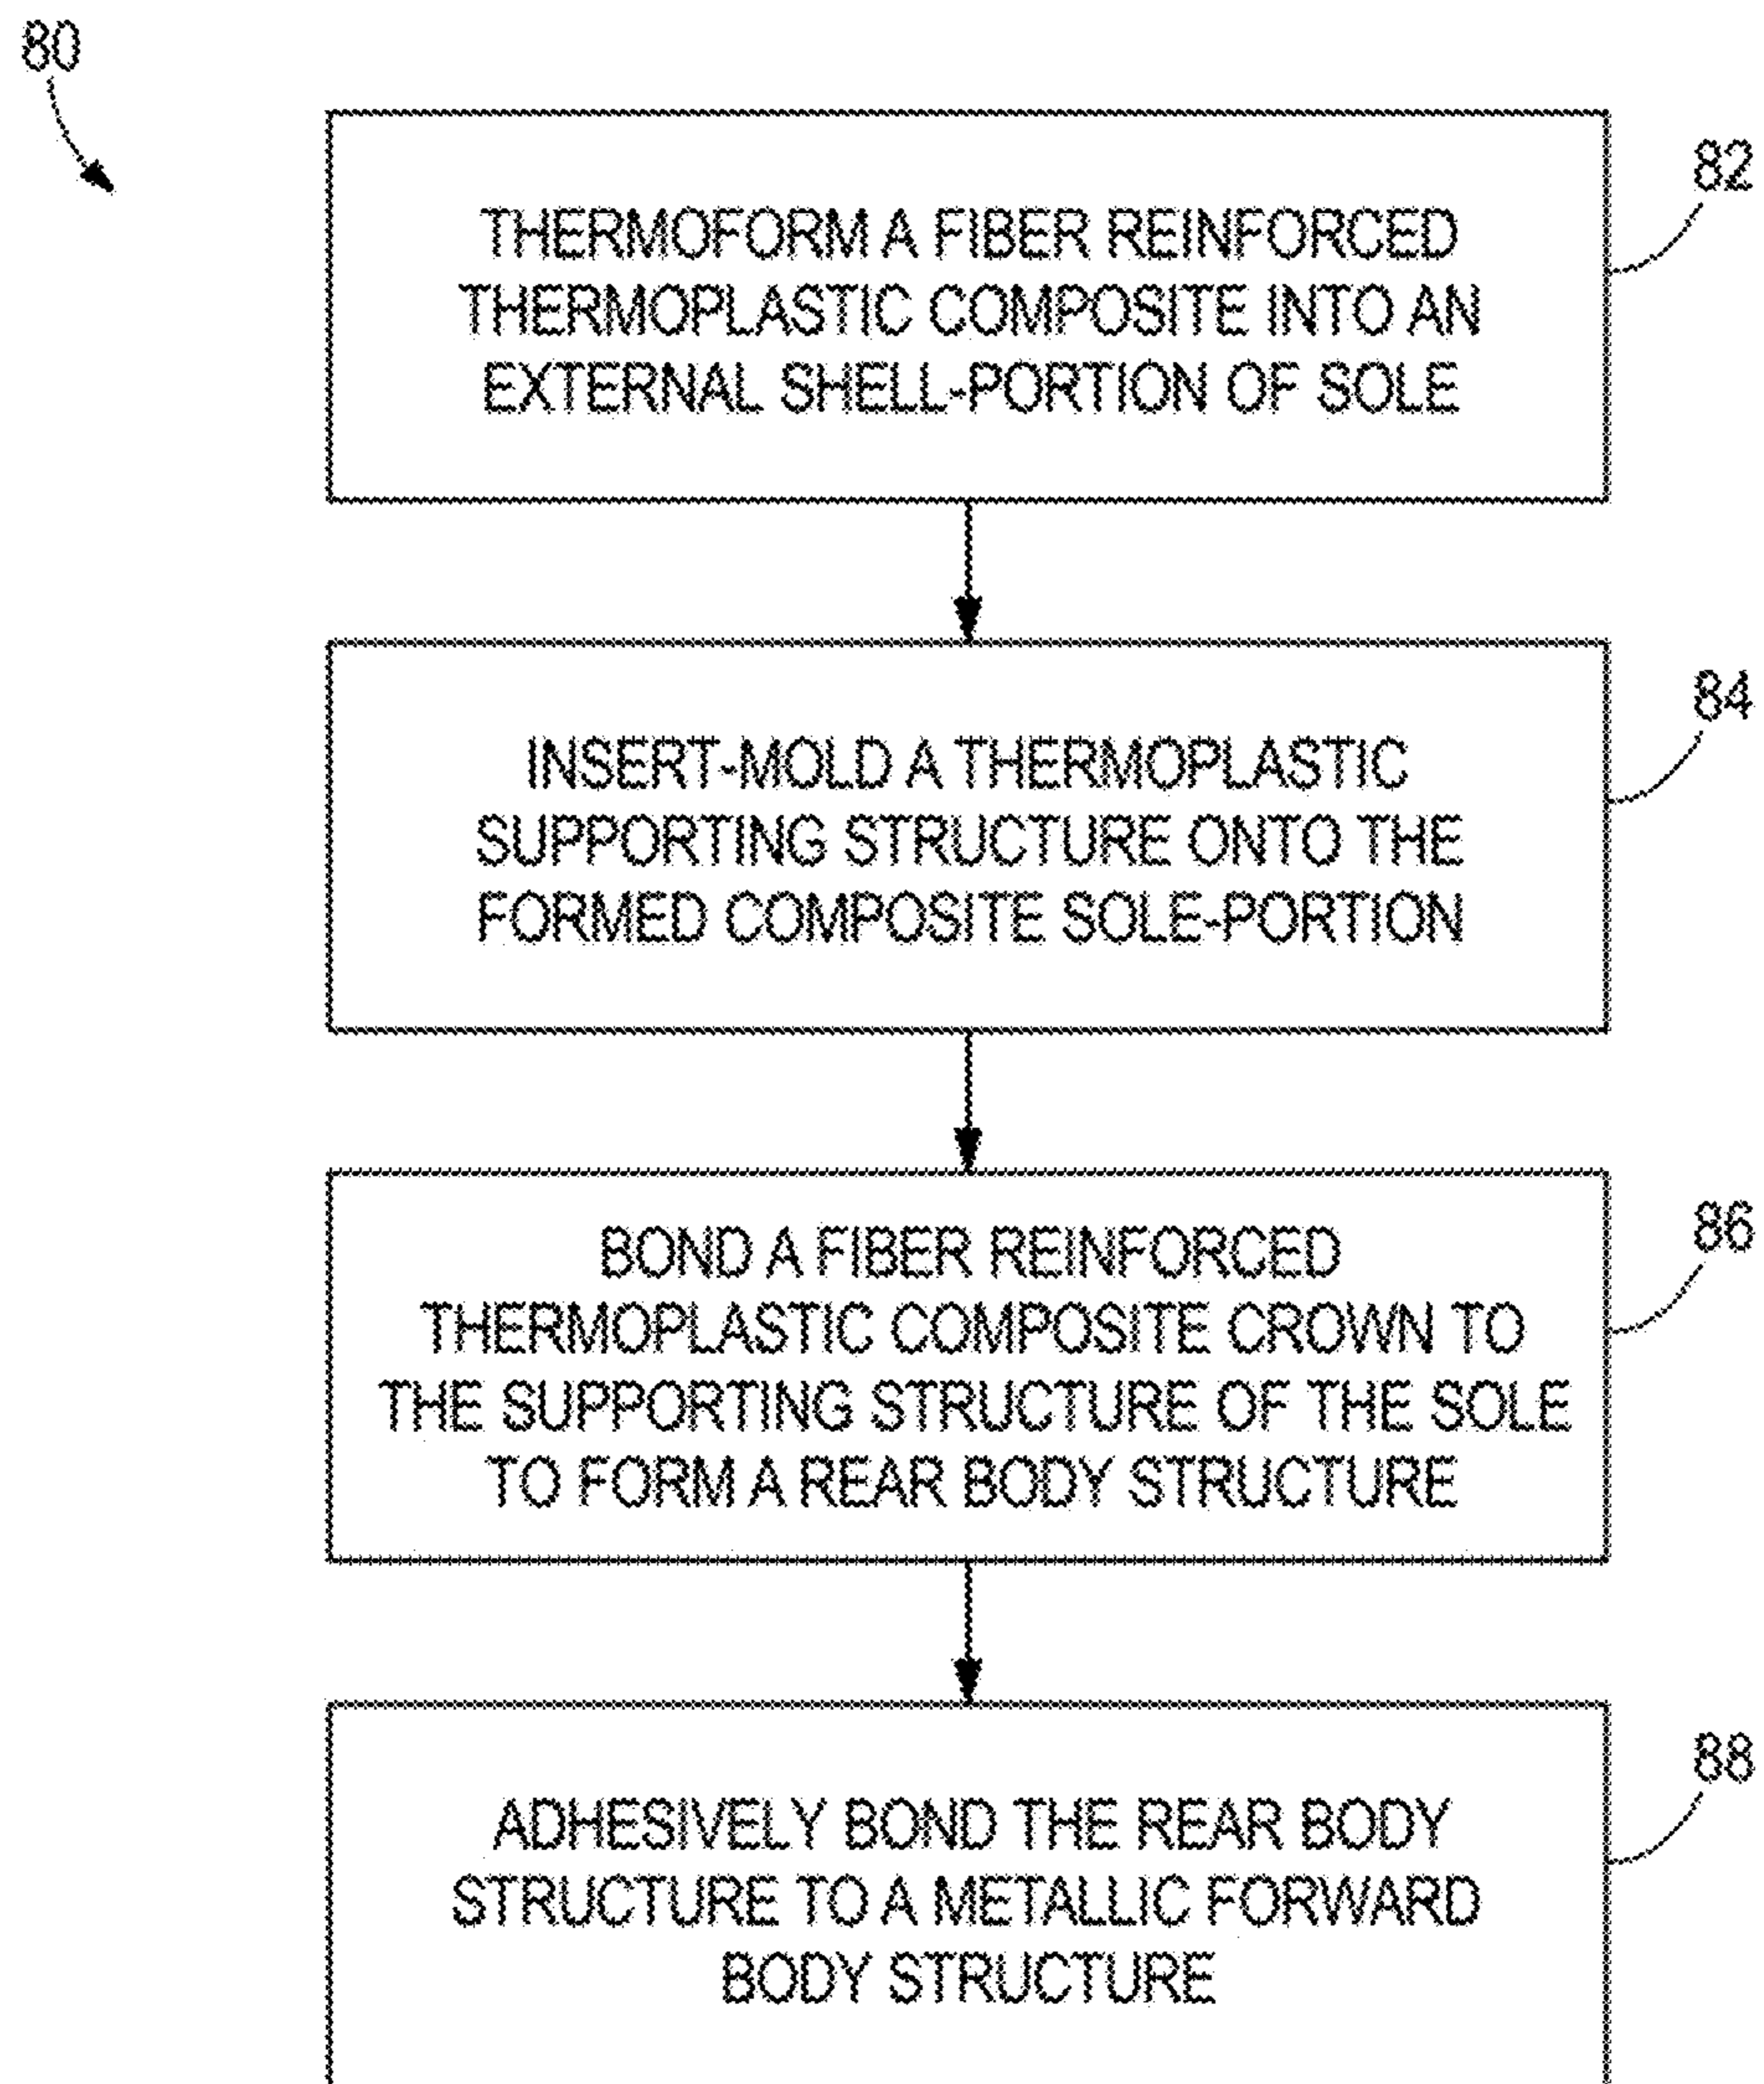 80
82
THERMOFORM A FIBER REINFORCED
THERMOPLASTIC COMPOSITE INTO AN
EXTERNAL SHELL-PORTION OF SOLE
84
INSERT-MOLD A THERMOPLASTIC
SUPPORTING STRUCTURE ONTO THE
FORMED COMPOSITE SOLE-PORTION
86
BOND A FIBER REINFORCED
THERMOPLASTIC COMPOSITE CROWN TO
THE SUPPORTING STRUCTURE OF THE SOLE
TO FORM A REAR BODY STRUCTURE
88
ADHESIVELY BOND THE REAR BODY
STRUCTURE TO A METALLIC FORWARD
BODY STRUCTURE